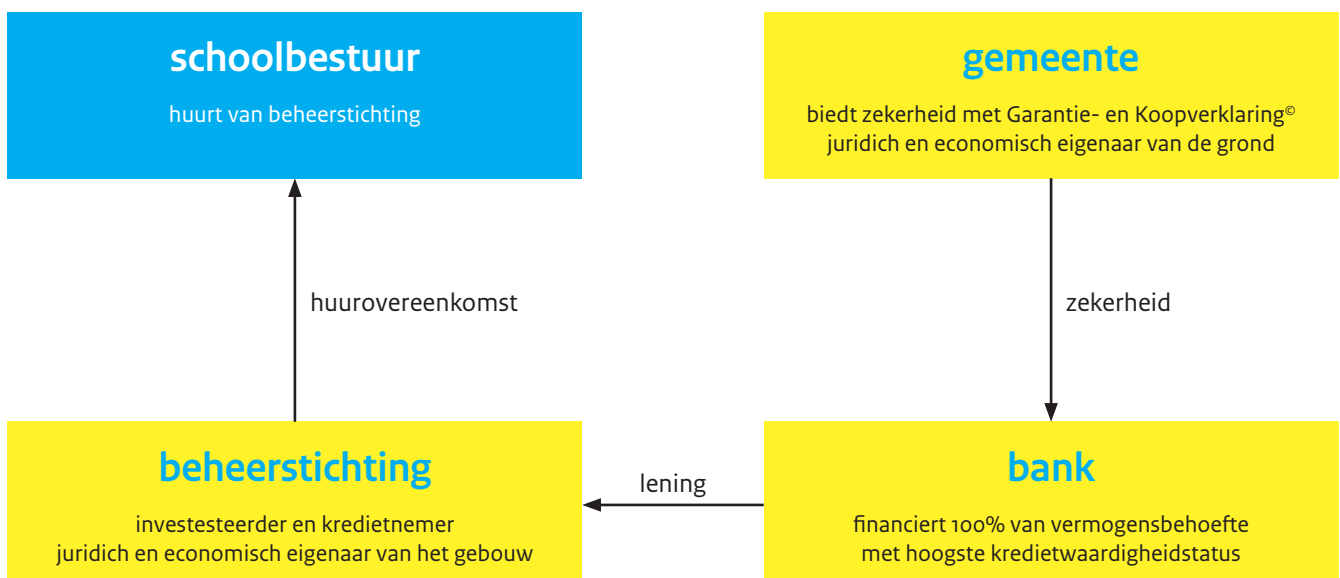 schoolbestuur
huurt van beheerstichting
gemeente
biedt zekerheid met Garantie- en Koopverklaring©
juridich en economisch eigenaar van de grond
huurovereenkomst
zekerheid
beheerstichting
investesteerder en kredietnemer
juridich en economisch eigenaar van het gebouw
lening
bank
financiert 100% van vermogensbehoefte
met hoogste kredietwaardigheidstatus